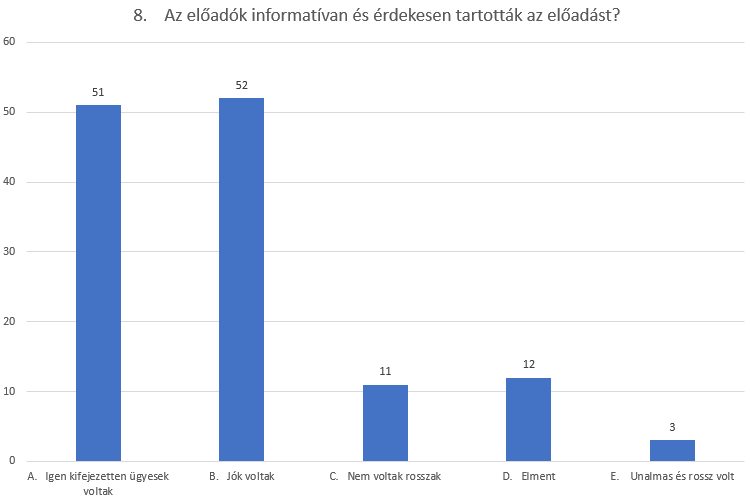 8. Az előadók informatívan és érdekesen tartották az előadást?
60
50
40
30
20
10
0
51
52
11
12
3
A. Igen kifejezetten ügyesek
voltak
B. Jók voltak
C. Nem voltak rosszak
D. Elment
E. Unalmas és rossz volt